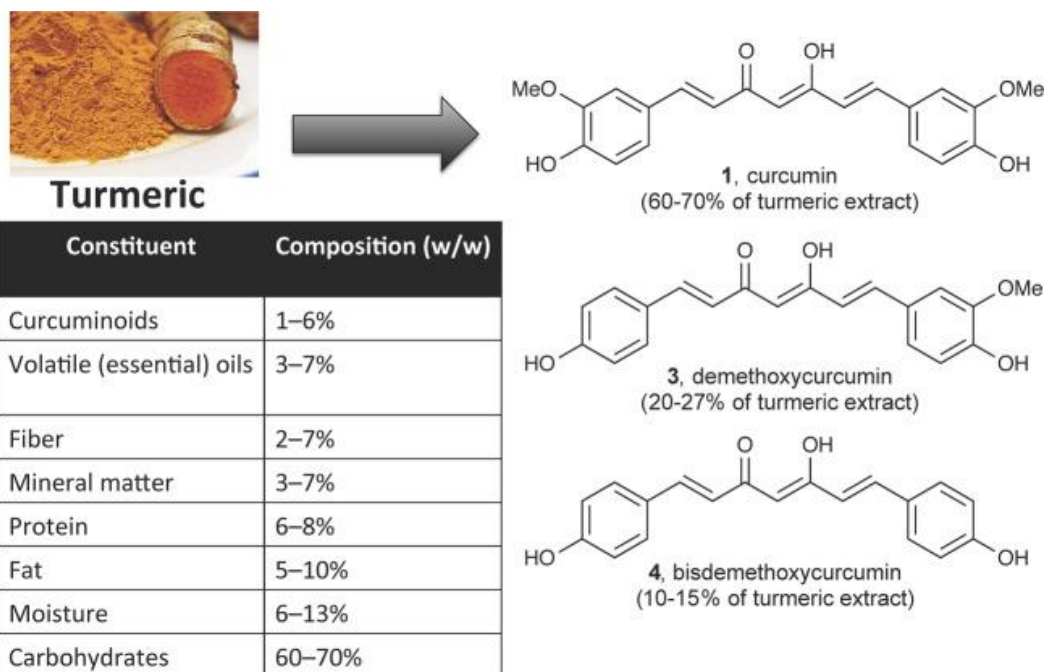 Turmeric
Constituent Composition (w/w)
Curcuminoids 1–6%
Volatile (essential) oils 3–7%
Fiber 2–7%
Mineral matter 3–7%
Protein 6–8%
Fat 5–10%
Moisture 6–13%
Carbohydrates 60–70%
O OH
MeO OMe
HO OH
1, curcumin
(60-70% of turmeric extract)
O OH
OMe
HO OH
3, demethoxycurcumin
(20-27% of turmeric extract)
O OH
HO OH
4, bisdemethoxycurcumin
(10-15% of turmeric extract)